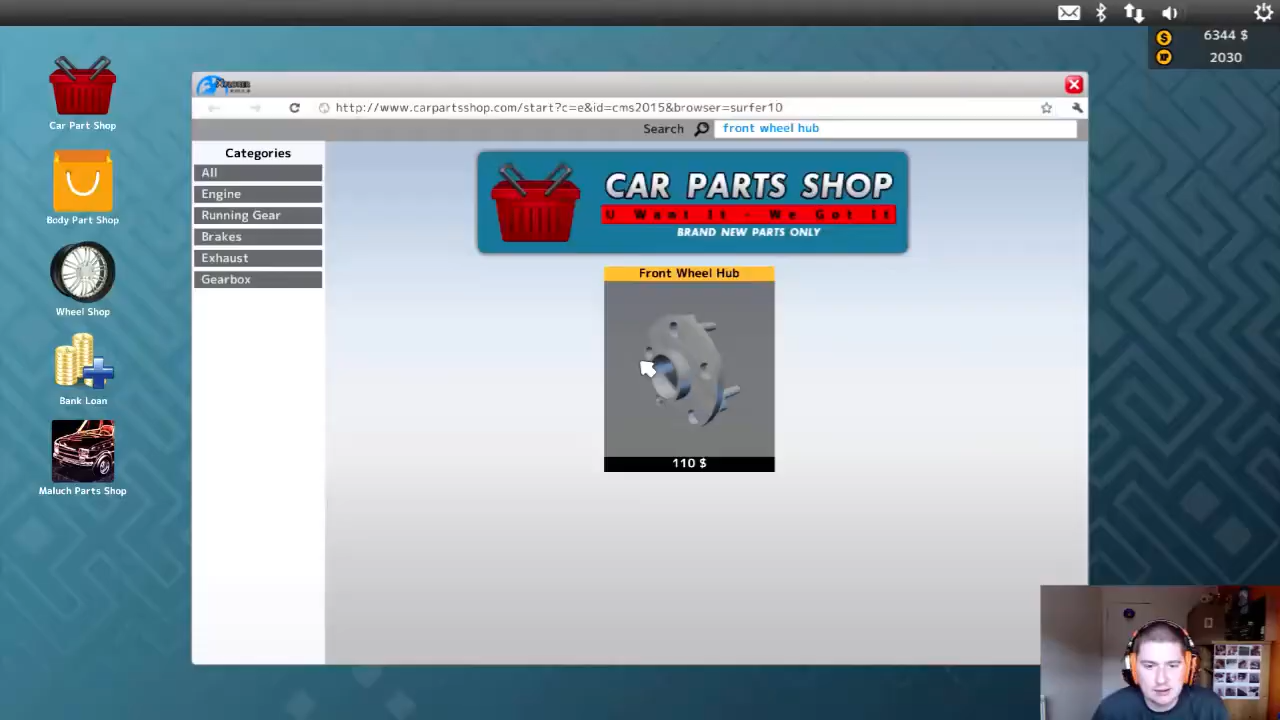 6344 $
2030
Car Part Shop
Body Part Shop
Wheel Shop
Bank Loan
Maluch Parts Shop
http://www.carpartsshop.com/start?c=e&id=cms2015&browser=surfer10
Search
front wheel hub
Categories
All
Engine
Running Gear
Brakes
Exhaust
Gearbox
CAR PARTS SHOP
U Want It - We Got It
BRAND NEW PARTS ONLY
Front Wheel Hub
110 $